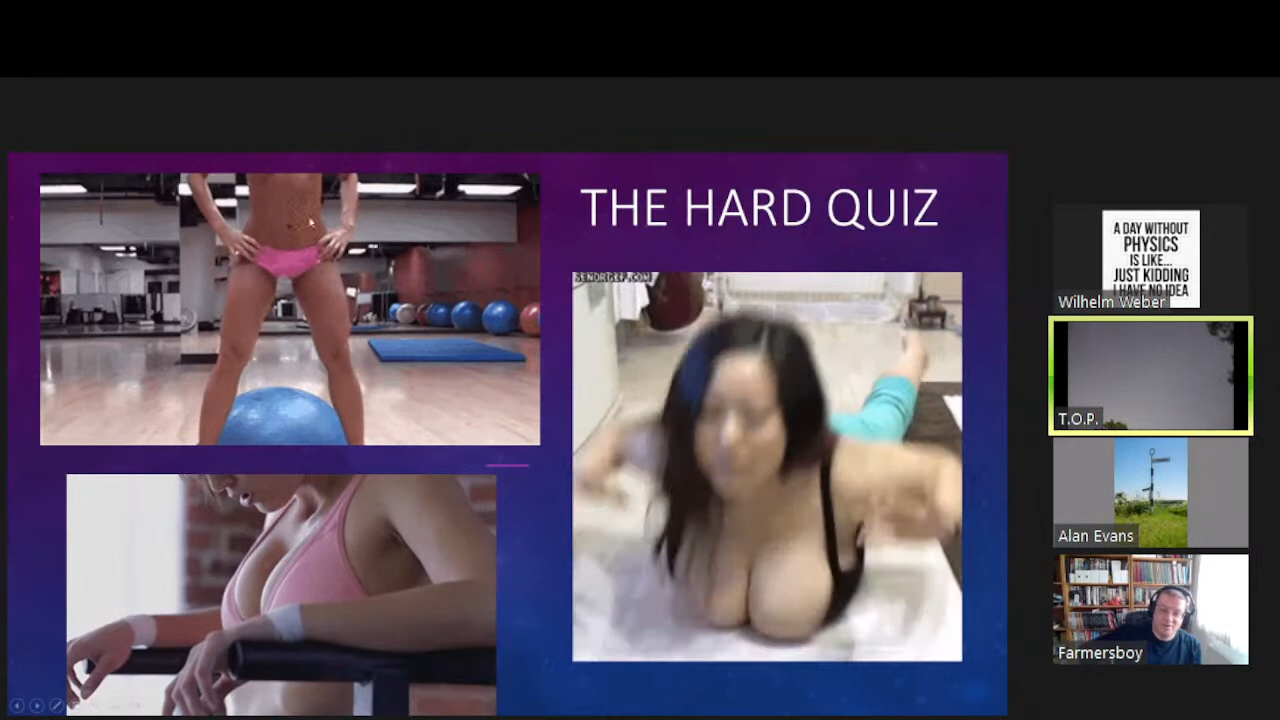 THE HARD QUIZ
SENORGIF.COM
A DAY WITHOUT
PHYSICS
IS LIKE...
JUST KIDDING
I HAVE NO IDEA
Wilhelm Weber
T.O.P.
Alan Evans
Farmersboy